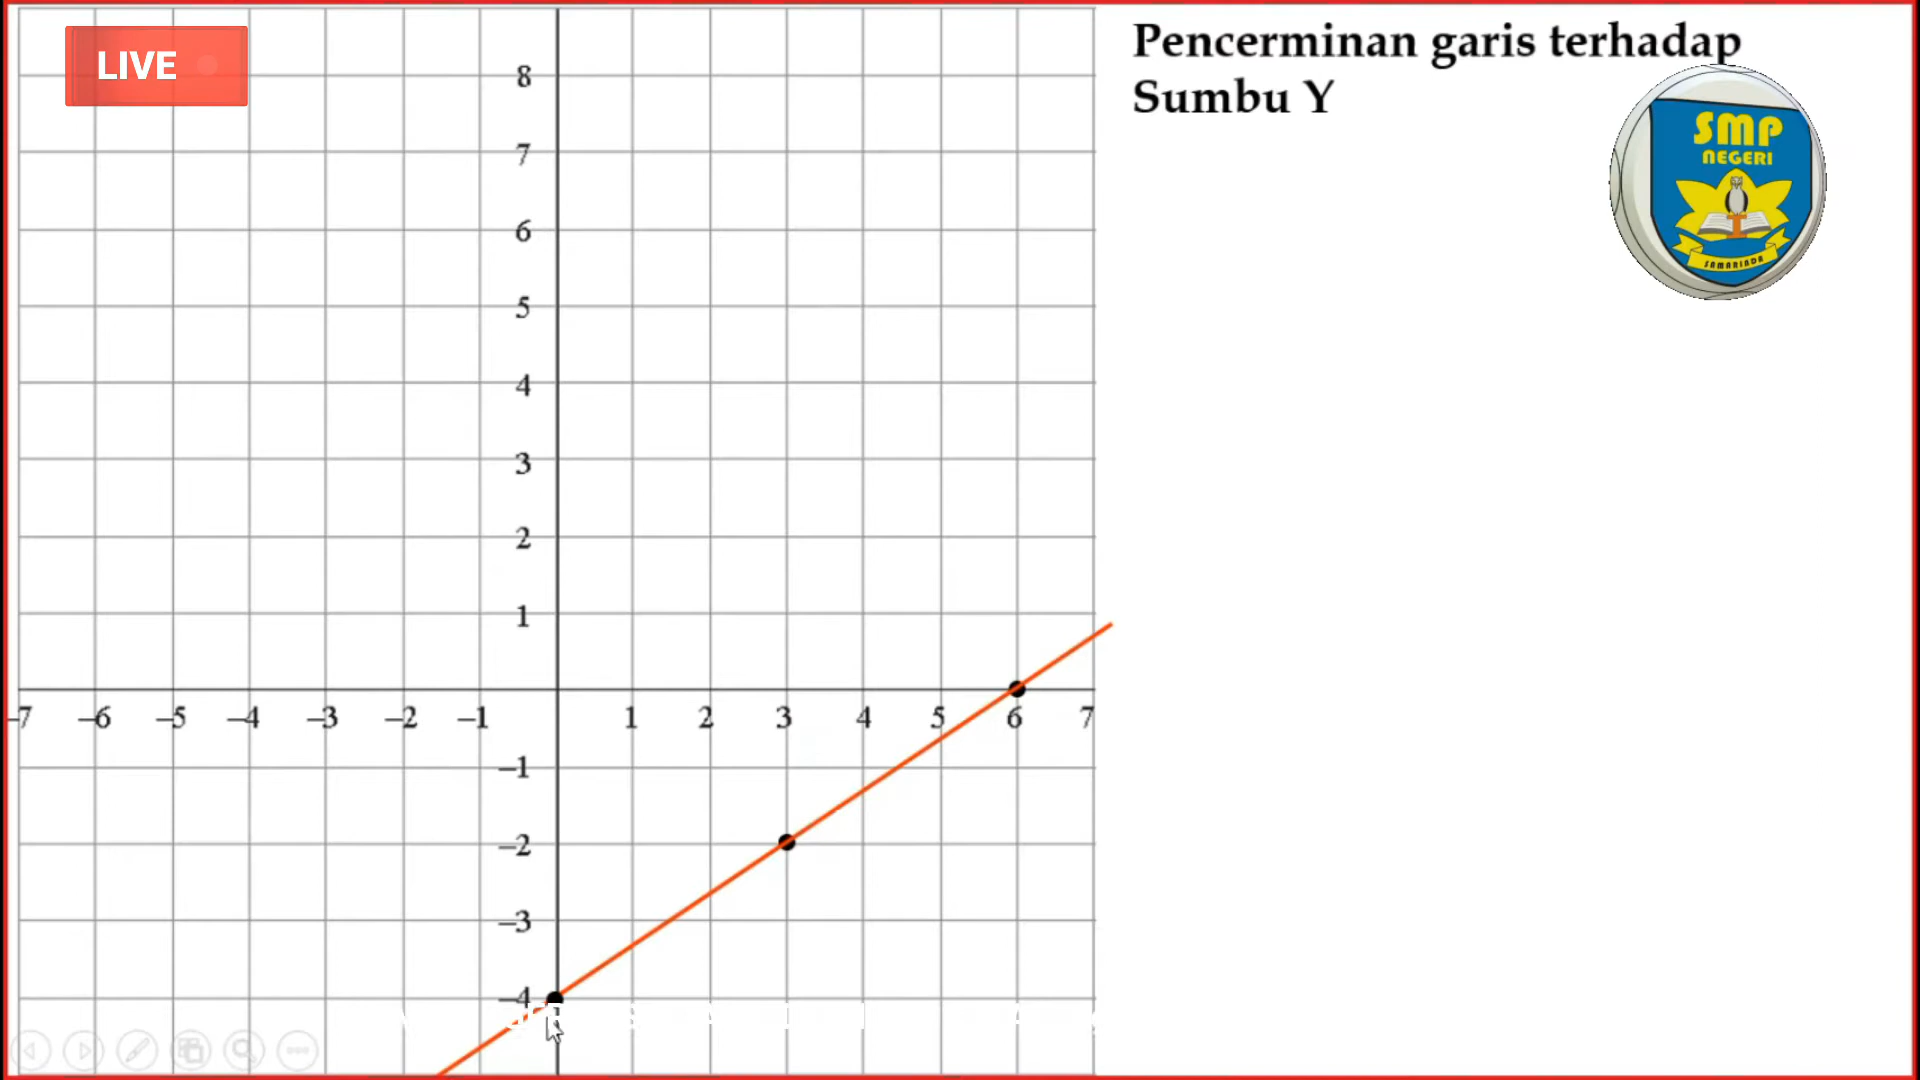 LIVE
Pencerminan garis terhadap
Sumbu Y
SMP
NEGERI
SAMARINDA
8
7
6
5
4
3
2
1
–7 –6 –5 –4 –3 –2 –1 1 2 3 4 5 6 7
–1
–2
–3
–4